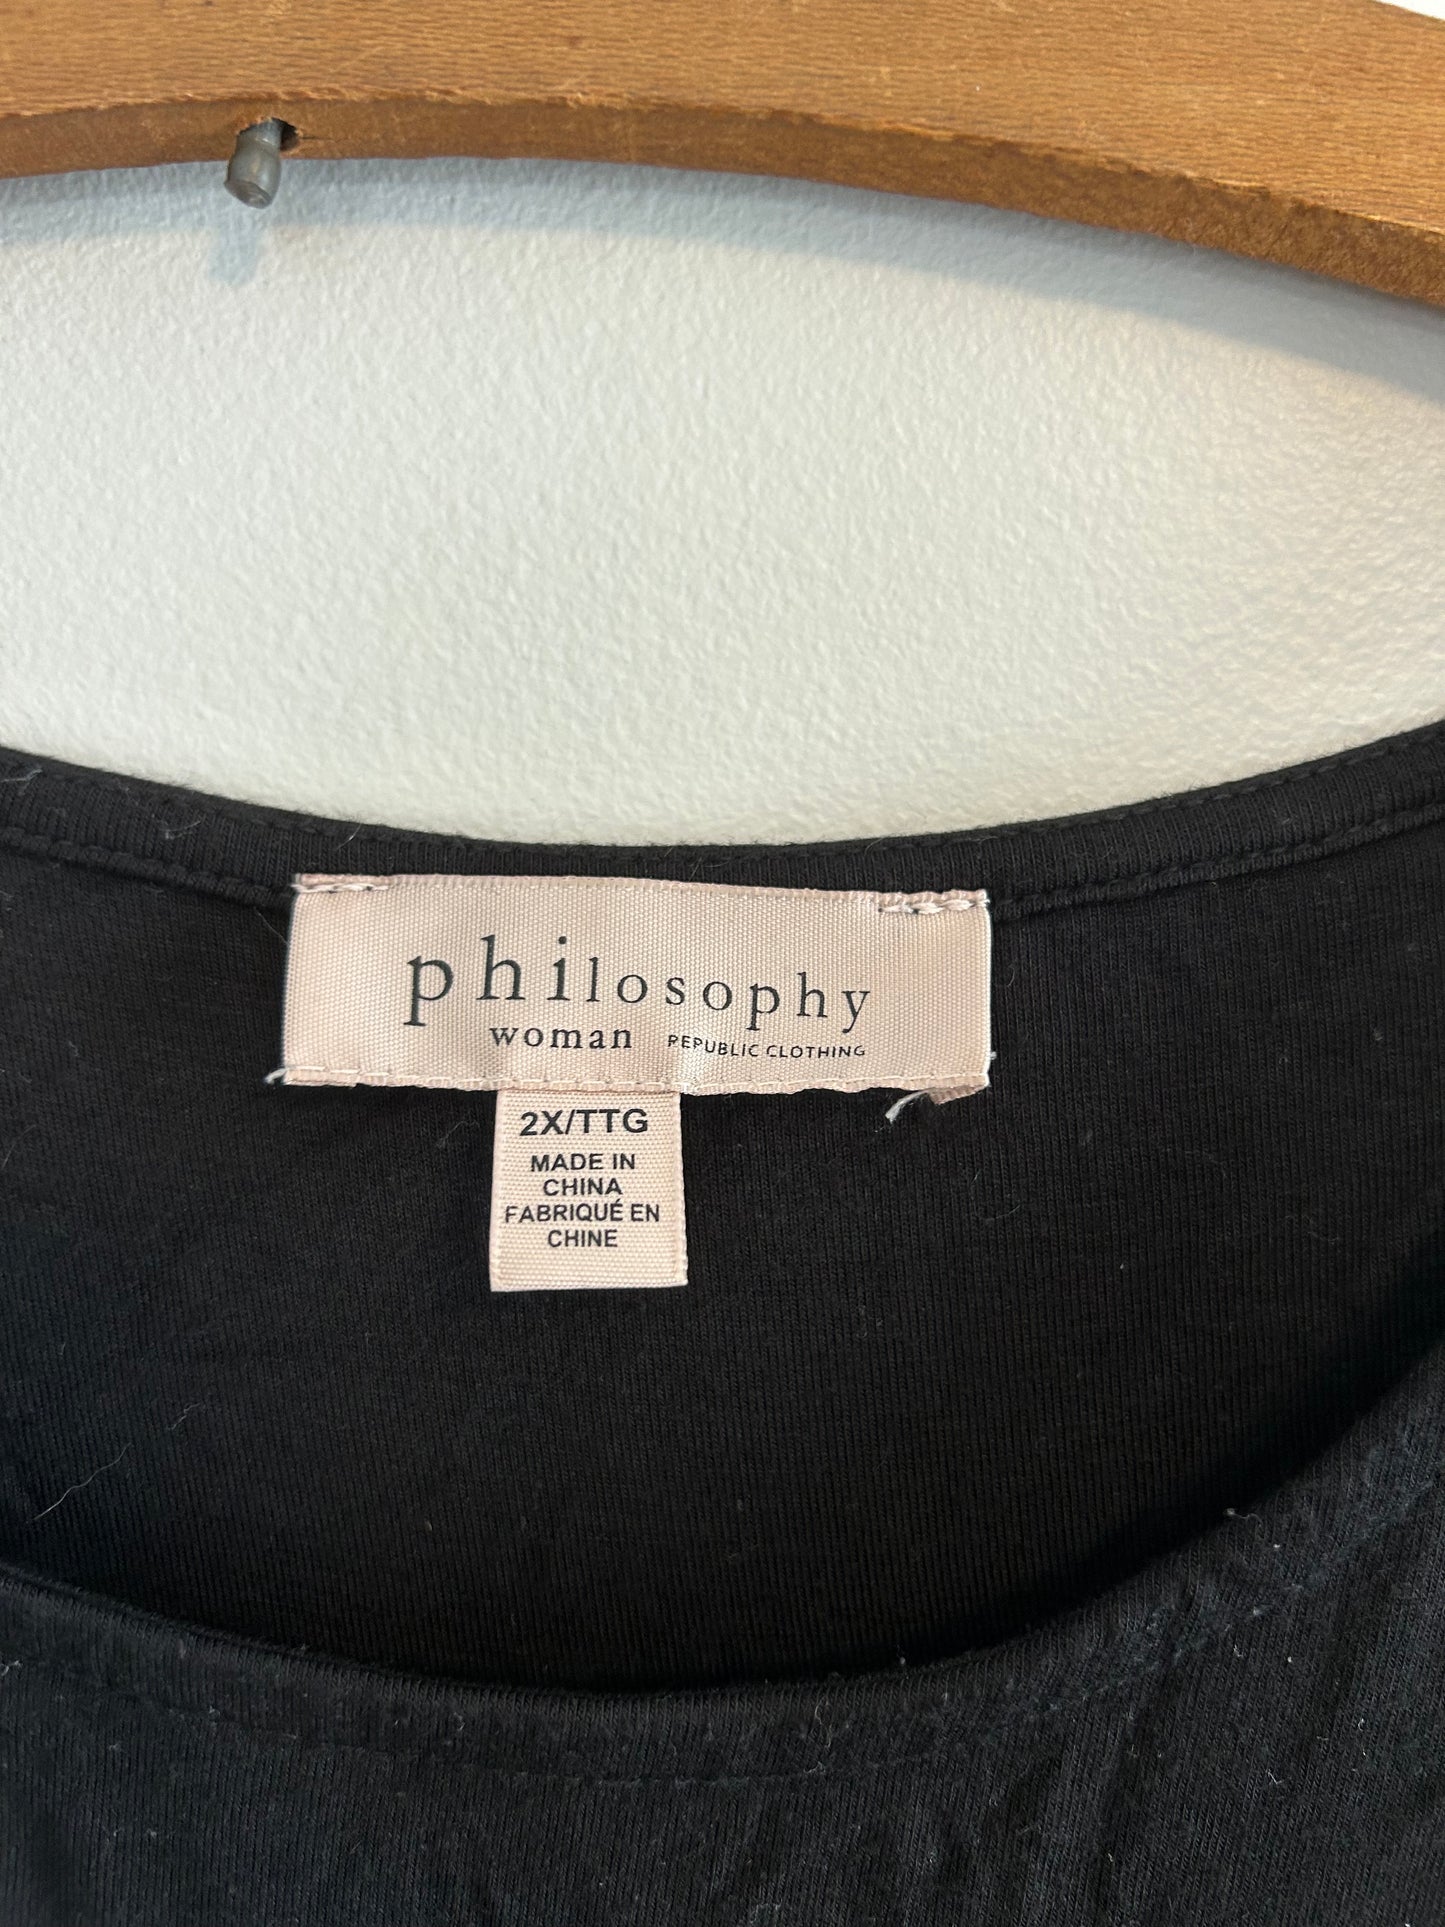 philosophy
woman REPUBLIC CLOTHING
2X/TTG
MADE IN
CHINA
FABRIQUÉ EN
CHINE